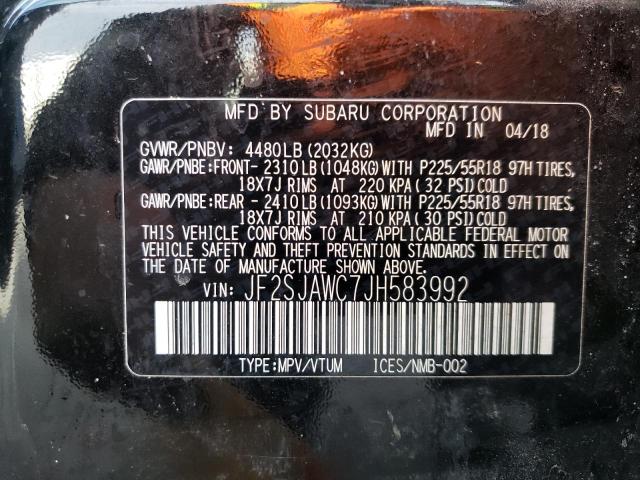 MFD BY SUBARU CORPORATION
MFD IN 04/18
GVWR/PNBV: 4480LB(2032KG)
GAWR/PNBE:FRONT- 2310LB(1048KG)WITH P225/55R18 97H TIRES,
18X7J RIMS AT 220 KPA(32 PSI)COLD
GAWR/PNBE:REAR - 2410LB(1093KG)WITH P225/55R18 97H TIRES,
18X7J RIMS AT 210 KPA(30 PSI)COLD
THIS VEHICLE CONFORMS TO ALL APPLICABLE FEDERAL MOTOR
VEHICLE SAFETY AND THEFT PREVENTION STANDARDS IN EFFECT ON
THE DATE OF MANUFACTURE SHOWN ABOVE.
VIN: JF2SJAWC7JH583992
TYPE:MPV/VTUM ICES/NMB-002